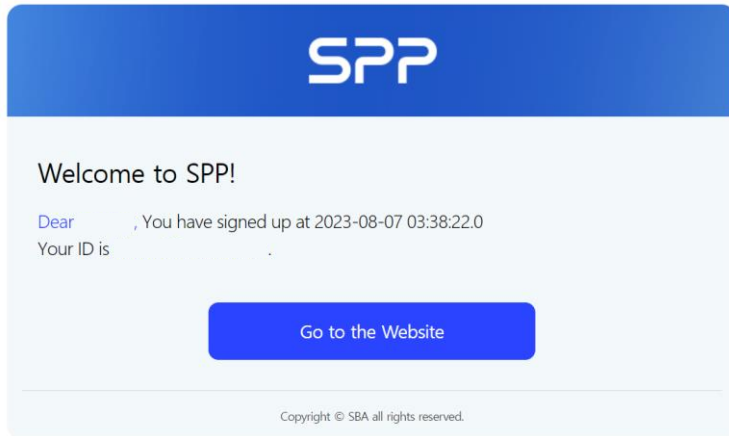 SPP
Welcome to SPP!
Dear , You have signed up at 2023-08-07 03:38:22.0
Your ID is .
Go to the Website
Copyright © SBA all rights reserved.